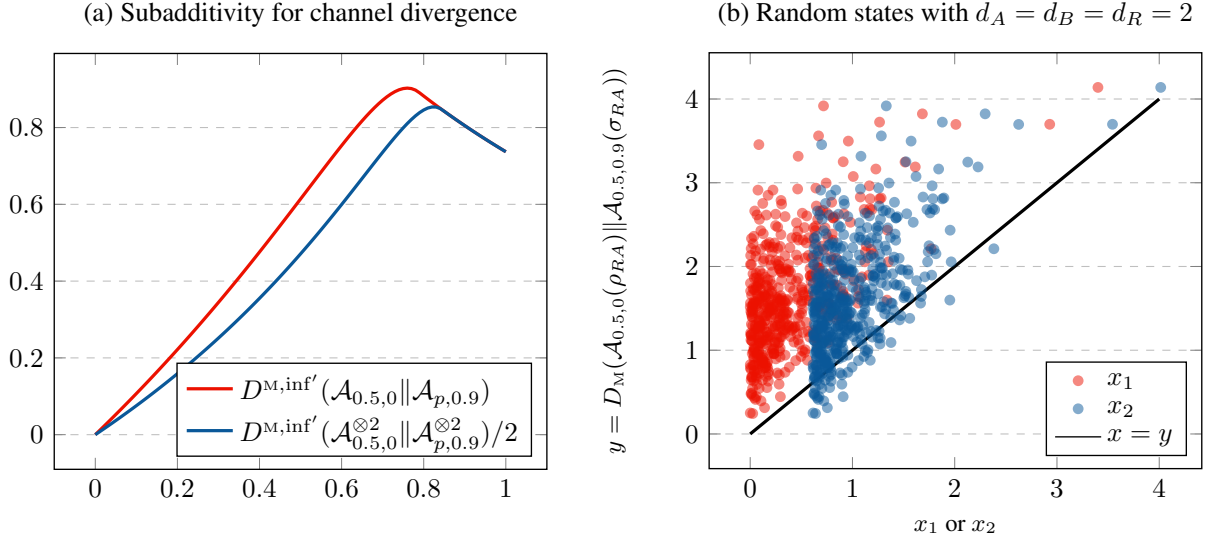 (a) Subadditivity for channel divergence
0.8
0.6
0.4
0.2
0
0 0.2 0.4 0.6 0.8 1
D^{M,inf′}(𝒜_{0.5,0}∥𝒜_{p,0.9})
D^{M,inf′}(𝒜^{⊗2}_{0.5,0}∥𝒜^{⊗2}_{p,0.9})/2
(b) Random states with d_A = d_B = d_R = 2
y = D_M(𝒜_{0.5,0}(ρ_{RA})||𝒜_{0.5,0.9}(σ_{RA}))
4
3
2
1
0
0 1 2 3 4
x_1 or x_2
x_1
x_2
x = y